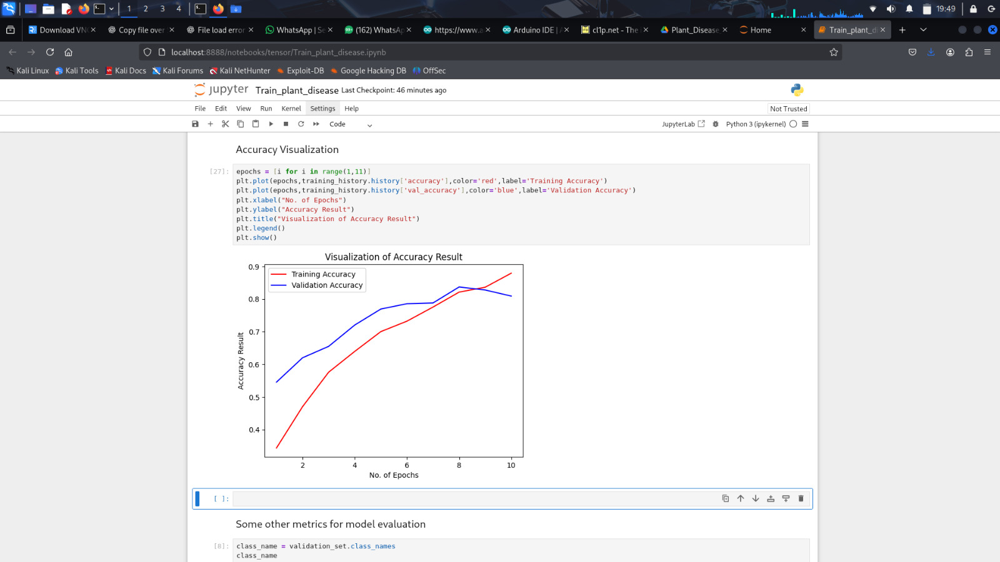 1 2 3 4 19:49
Download VN Copy file over File load error WhatsApp | Se (162) WhatsAp https://www.a Arduino IDE | A cl1p.net - The Plant_Disease Home Train_plant_d
localhost:8888/notebooks/tensor/Train_plant_disease.ipynb
Kali Linux Kali Tools Kali Docs Kali Forums Kali NetHunter Exploit-DB Google Hacking DB OffSec
jupyter Train_plant_disease Last Checkpoint: 46 minutes ago
File Edit View Run Kernel Settings Help Not Trusted
Code JupyterLab Python 3 (ipykernel)
Accuracy Visualization
[27]: epochs = [i for i in range(1,11)]
plt.plot(epochs,training_history.history['accuracy'],color='red',label='Training Accuracy')
plt.plot(epochs,training_history.history['val_accuracy'],color='blue',label='Validation Accuracy')
plt.xlabel("No. of Epochs")
plt.ylabel("Accuracy Result")
plt.title("Visualization of Accuracy Result")
plt.legend()
plt.show()
Visualization of Accuracy Result
Training Accuracy
Validation Accuracy
0.9
0.8
0.7
0.6
0.5
0.4
Accuracy Result
2 4 6 8 10
No. of Epochs
[ ]:
Some other metrics for model evaluation
[8]: class_name = validation_set.class_names
class_name